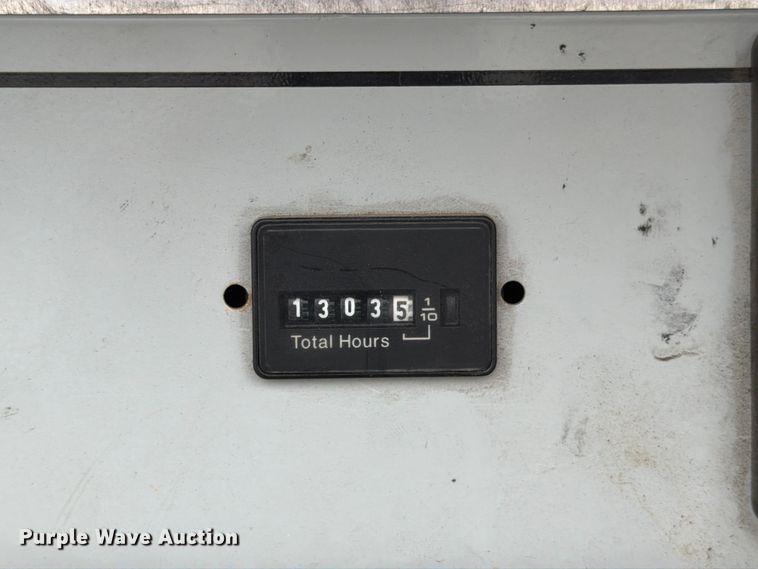 13035 1/10
Total Hours
Purple Wave Auction®